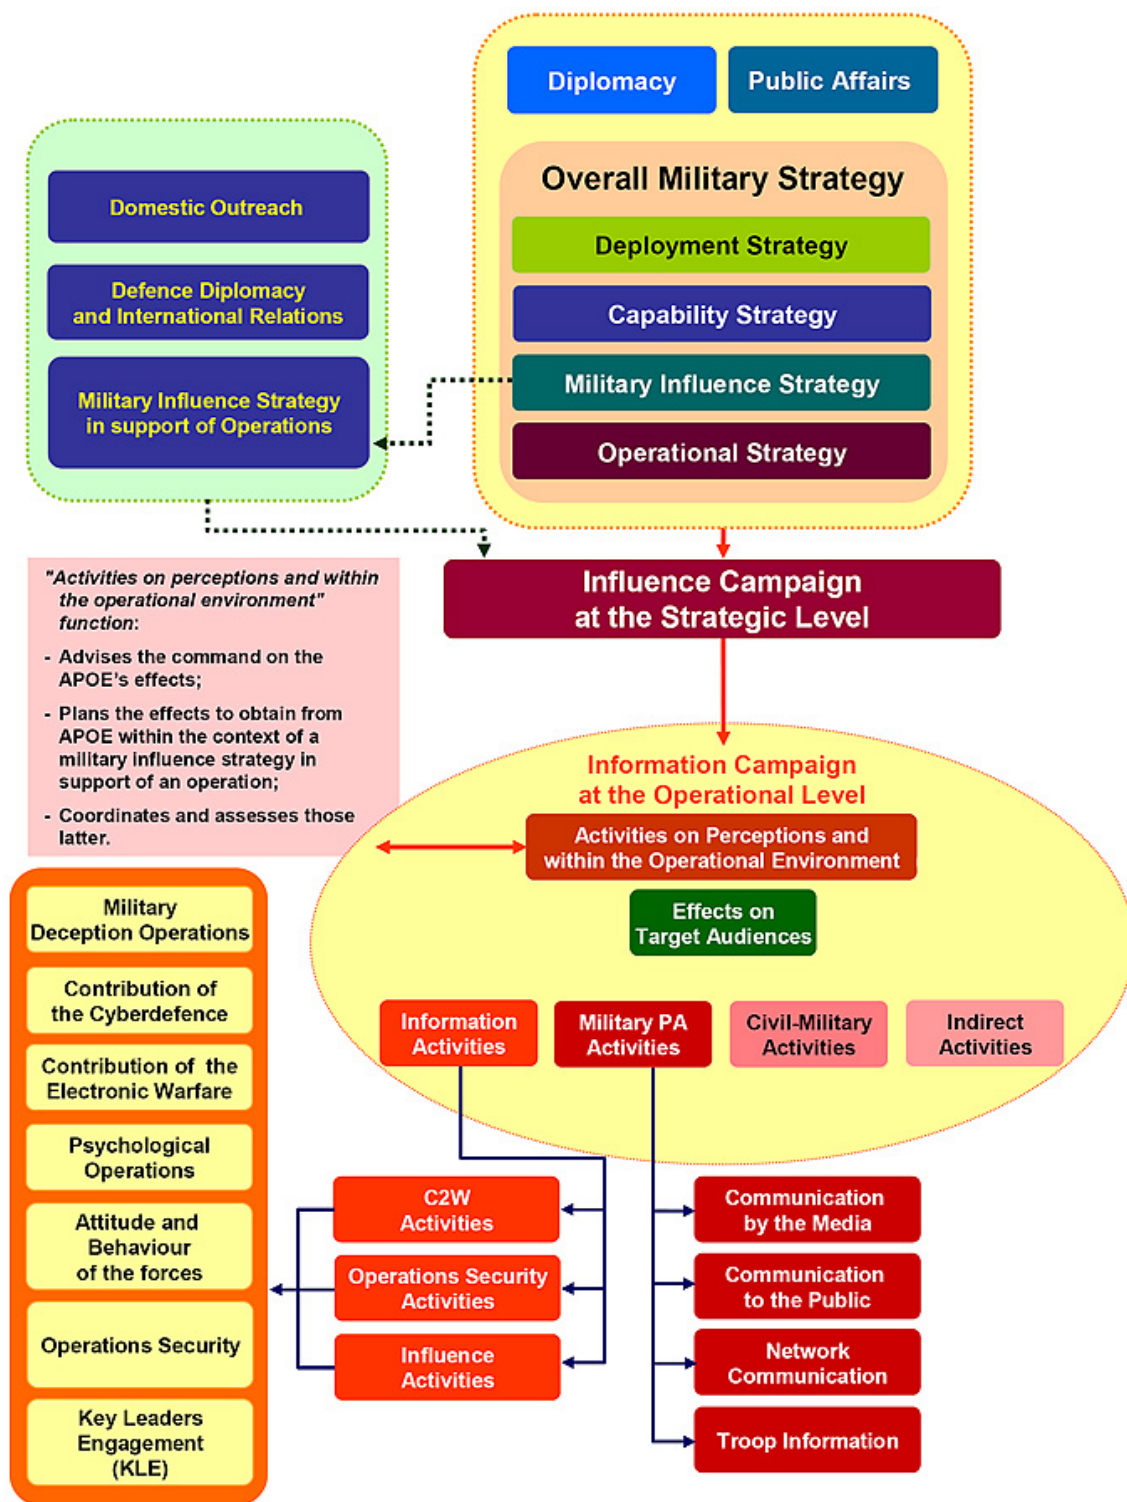 Diplomacy
Public Affairs
Overall Military Strategy
Deployment Strategy
Capability Strategy
Military Influence Strategy
Operational Strategy
Domestic Outreach
Defence Diplomacy
and International Relations
Military Influence Strategy
in support of Operations
Influence Campaign
at the Strategic Level
"Activities on perceptions and within
the operational environment"
function:
- Advises the command on the
APOE's effects;
- Plans the effects to obtain from
APOE within the context of a
military influence strategy in
support of an operation;
- Coordinates and assesses those
latter.
Information Campaign
at the Operational Level
Activities on Perceptions and
within the Operational Environment
Effects on
Target Audiences
Information
Activities
Military PA
Activities
Civil-Military
Activities
Indirect
Activities
Military
Deception Operations
Contribution of
the Cyberdefence
Contribution of the
Electronic Warfare
Psychological
Operations
Attitude and
Behaviour
of the forces
Operations Security
Key Leaders
Engagement
(KLE)
C2W
Activities
Operations Security
Activities
Influence
Activities
Communication
by the Media
Communication
to the Public
Network
Communication
Troop Information